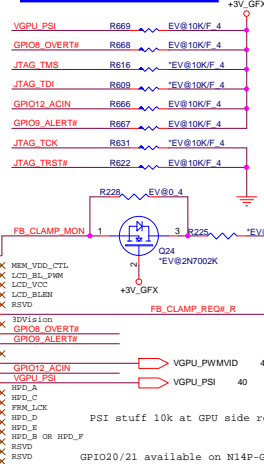 +3V_GFX
VGPU_PSI R669 EV@10K/F_4
GPIO8_OVERT# R668 EV@10K/F_4
JTAG_TMS R616 *EV@10K/F_4
JTAG_TDI R609 *EV@10K/F_4
GPIO12_ACIN R666 EV@10K/F_4
GPIO9_ALERT# R667 EV@10K/F_4
JTAG_TCK R631 *EV@10K/F_4
JTAG_TRST# R622 EV@10K/F_4
R228 EV@0_4
FB_CLAMP_MON 1 3 R225 *EV@
Q24
*EV@2N7002K
2
+3V_GFX
MEM_VDD_CTL
LCD_BL_PWM
LCD_VCC
LCD_BLEN
RSVD
FB_CLAMP_REQ#_R
3DVision
GPIO8_OVERT#
GPIO9_ALERT#
VGPU_PWMVID 4
GPIO12_ACIN
VGPU_PSI
VGPU_PSI 40
HPD_A
HPD_C
FRM_LCK
HPD_D
PSI stuff 10k at GPU side re
HPD_E
HPD_B OR HPD_F
RSVD
RSVD
GPIO20/21 available on N14P-G